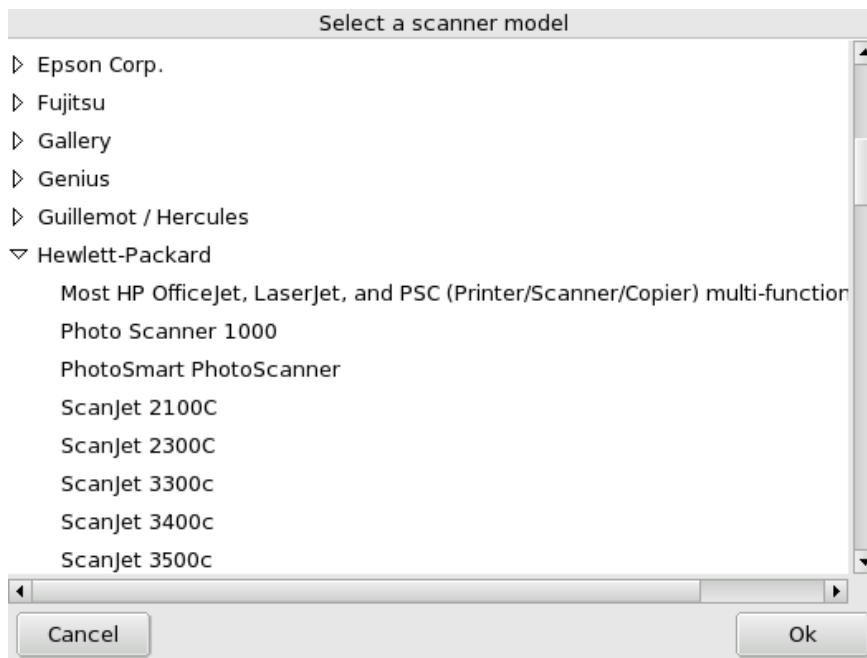 Select a scanner model
Epson Corp.
Fujitsu
Gallery
Genius
Guillemot / Hercules
Hewlett-Packard
Most HP OfficeJet, LaserJet, and PSC (Printer/Scanner/Copier) multi-function
Photo Scanner 1000
PhotoSmart PhotoScanner
ScanJet 2100C
ScanJet 2300C
ScanJet 3300c
ScanJet 3400c
ScanJet 3500c
Cancel
Ok